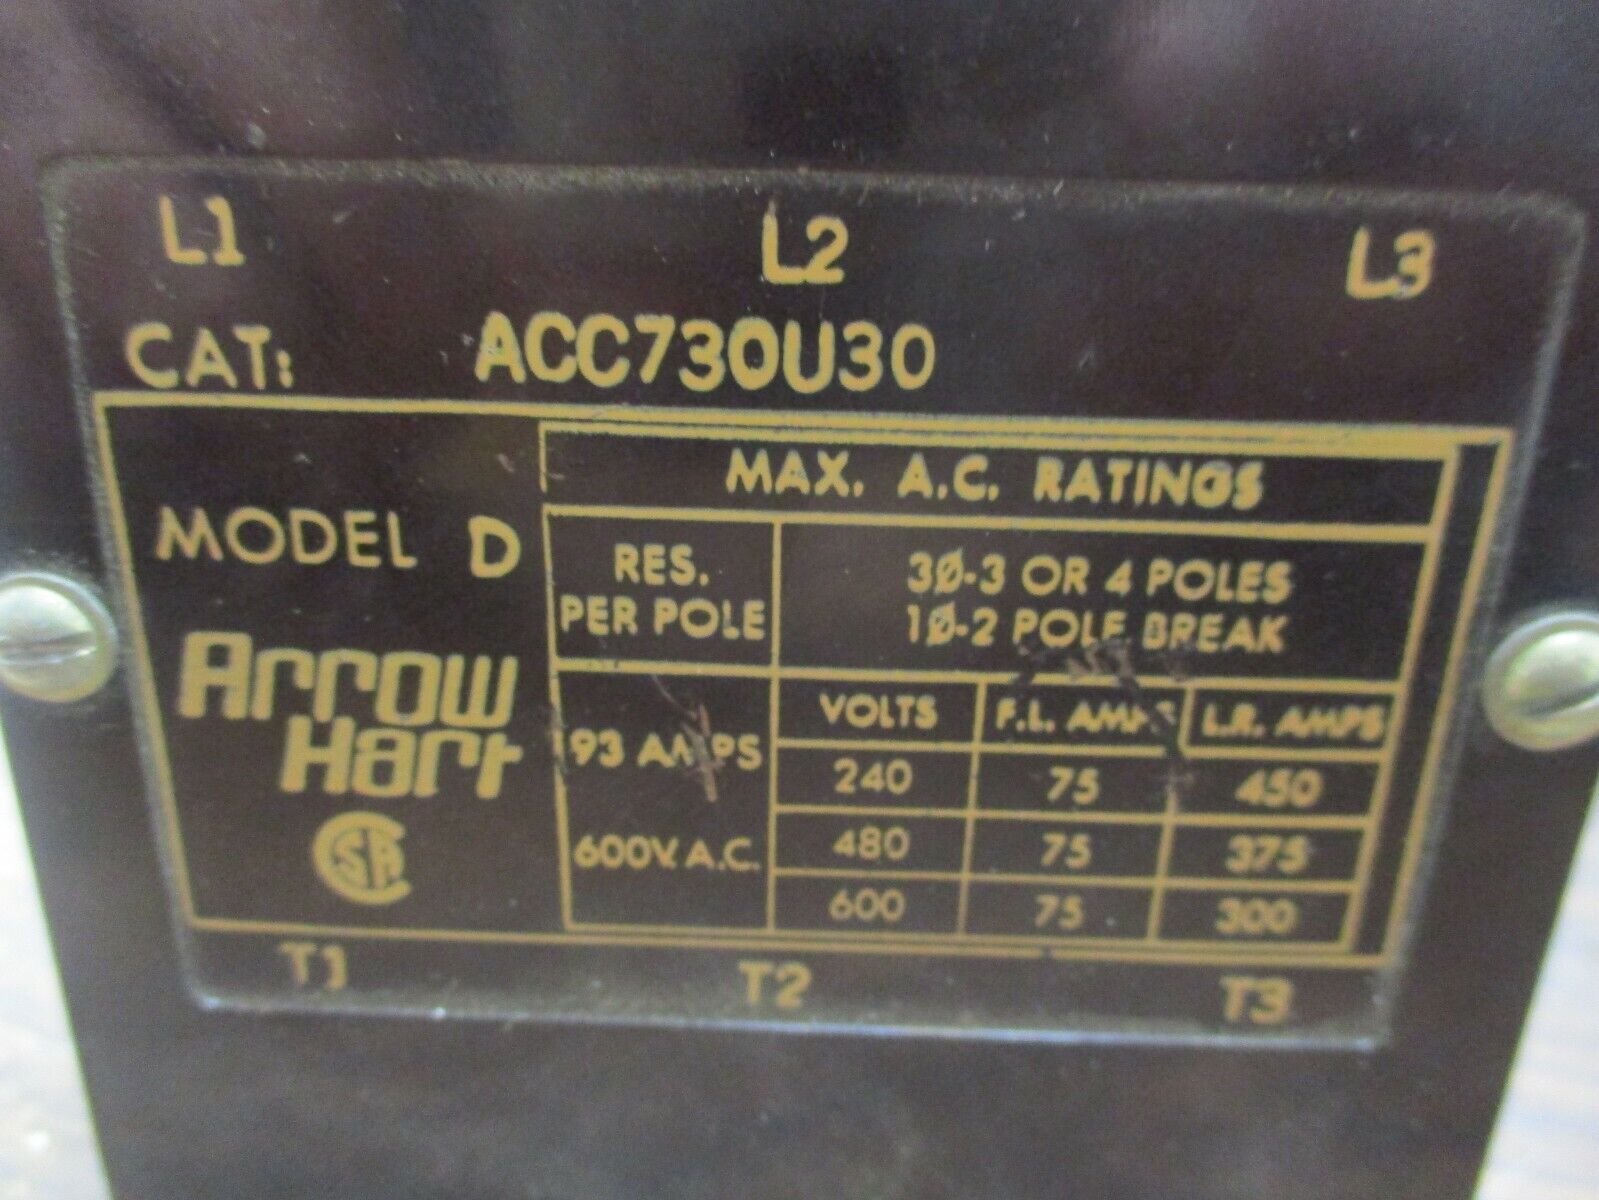 L1 L2 L3
CAT: ACC730U30
MAX. A.C. RATINGS
MODEL D
RES.
PER POLE
3Ø-3 OR 4 POLES
1Ø-2 POLE BREAK
Arrow
Hart
CSA
93 AMPS
600V. A.C.
VOLTS F.L. AMPS L.R. AMPS
240 75 450
480 75 375
600 75 300
T1 T2 T3